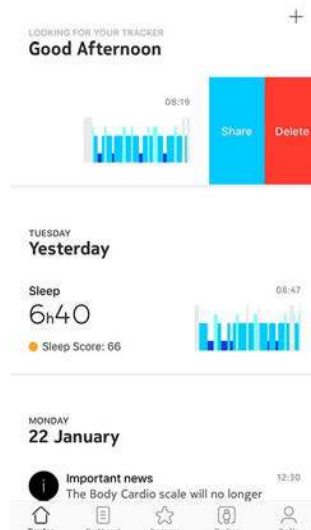 LOOKING FOR YOUR TRACKER
Good Afternoon
08:19
Share Delete
TUESDAY
Yesterday
Sleep
08:47
6h40
Sleep Score: 66
MONDAY
22 January
Important news
12:30
The Body Cardio scale will no longer